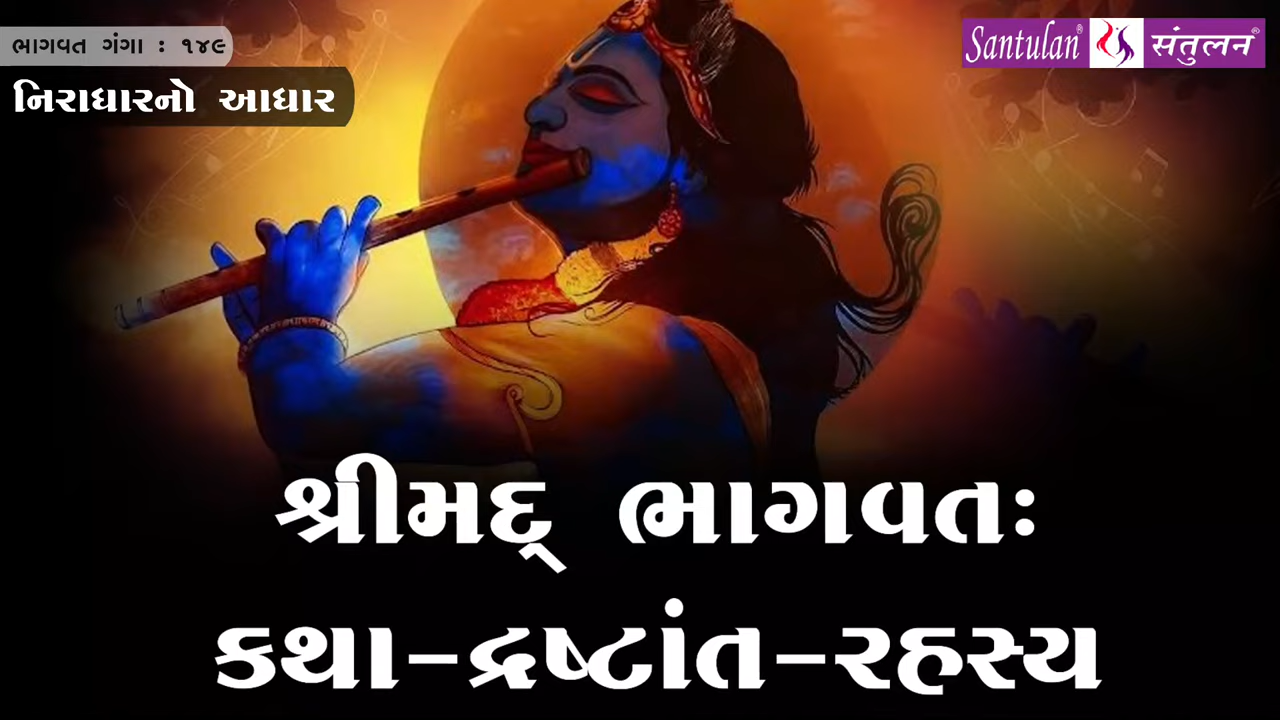 ભાગવત ગંગા : ૧૪૯
નિરાધારનો આધાર
Santulan® संतुलन®
શ્રીમદ્ ભાગવતઃ
કથા-દ્રષ્ટાંત-રહસ્ય